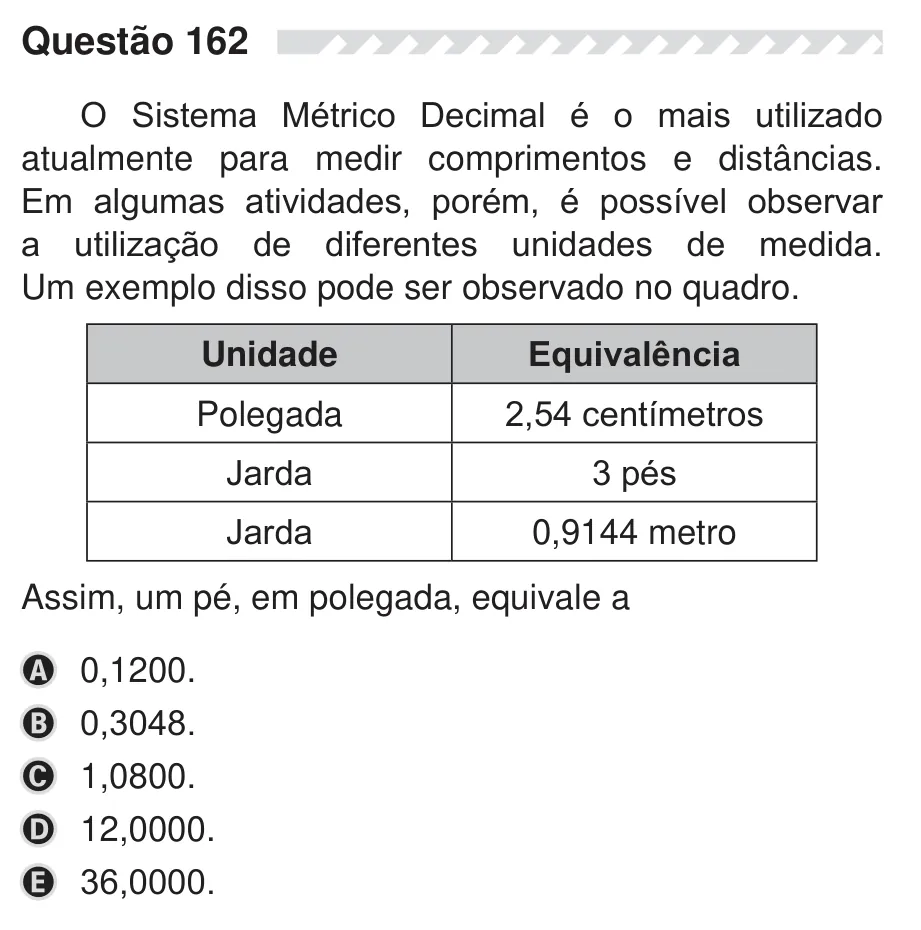 Questão 162
O Sistema Métrico Decimal é o mais utilizado
atualmente para medir comprimentos e distâncias.
Em algumas atividades, porém, é possível observar
a utilização de diferentes unidades de medida.
Um exemplo disso pode ser observado no quadro.
Unidade Equivalência
Polegada 2,54 centímetros
Jarda 3 pés
Jarda 0,9144 metro
Assim, um pé, em polegada, equivale a
A 0,1200.
B 0,3048.
C 1,0800.
D 12,0000.
E 36,0000.